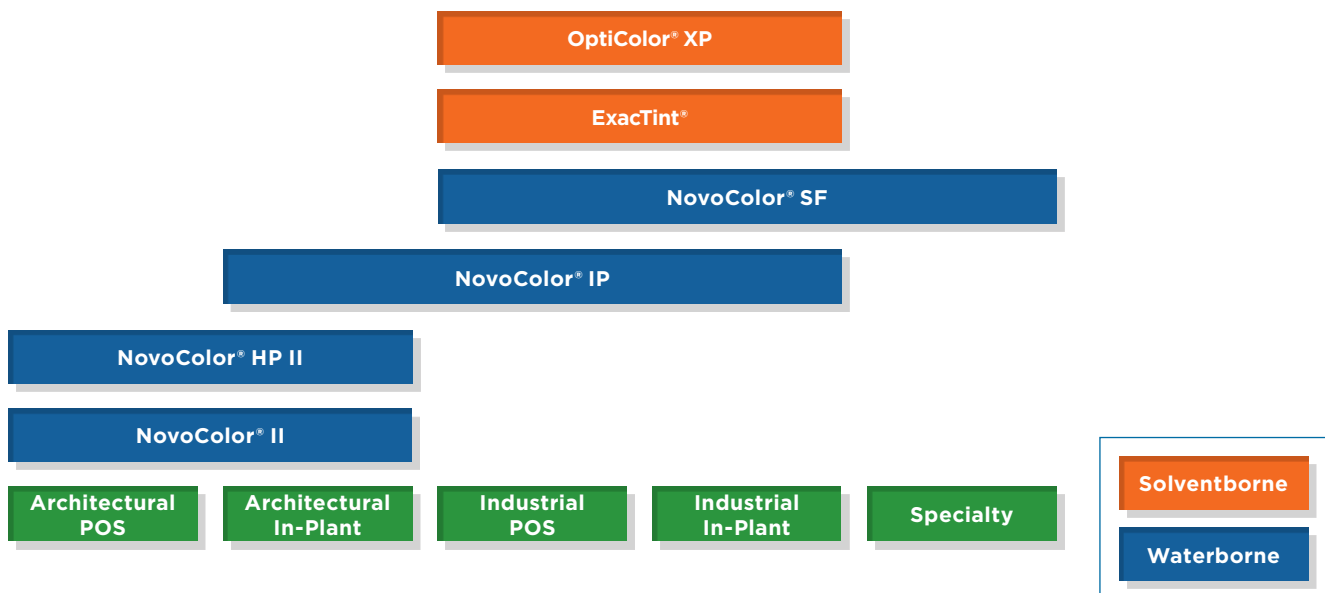 OptiColor® XP
ExacTint®
NovoColor® SF
NovoColor® IP
NovoColor® HP II
NovoColor® II
Architectural
POS
Architectural
In-Plant
Industrial
POS
Industrial
In-Plant
Specialty
Solventborne
Waterborne